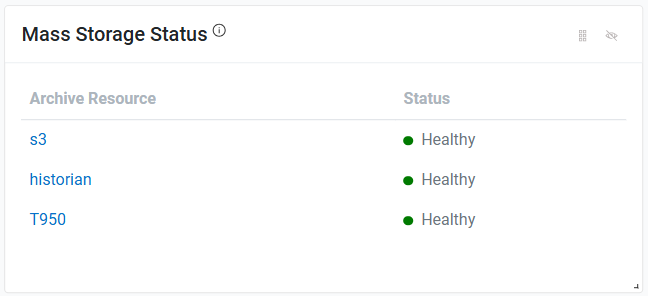 Mass Storage Status
Archive Resource Status
s3 Healthy
historian Healthy
T950 Healthy